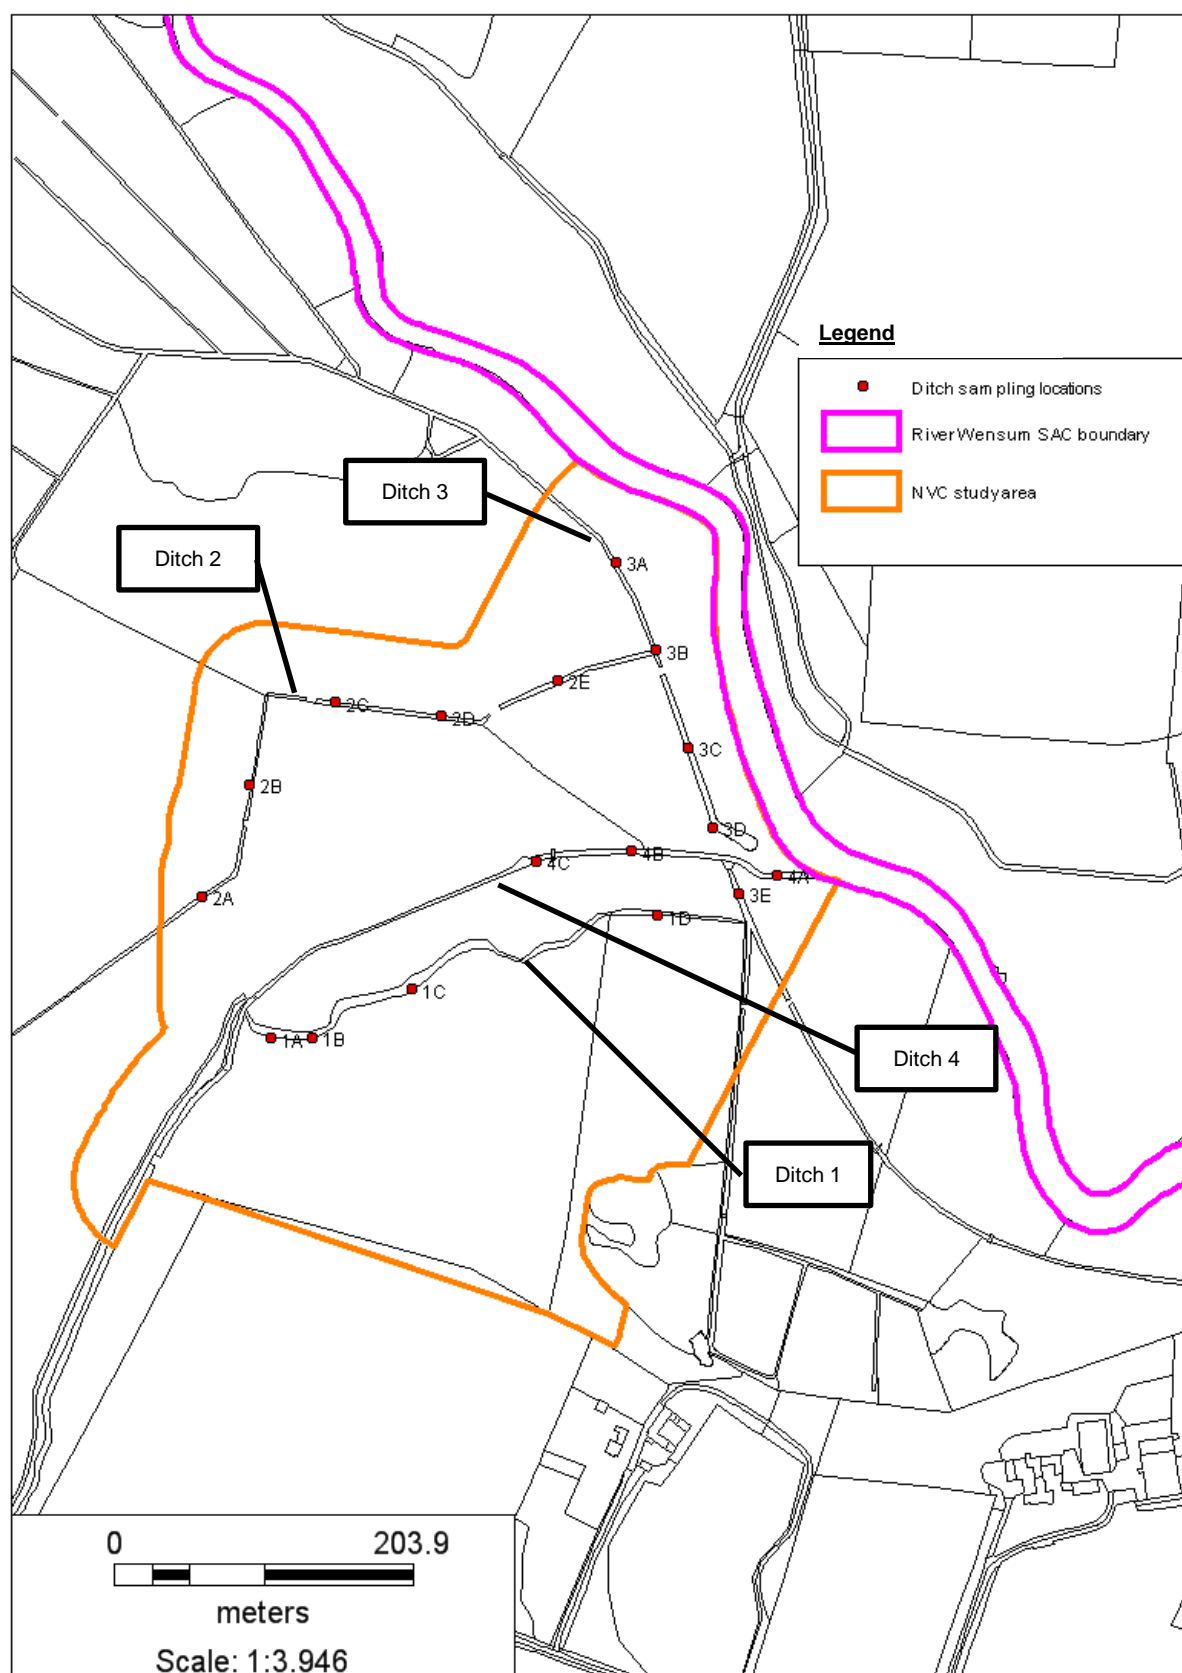 Legend
Ditch sampling locations
River Wensum SAC boundary
NVC study area
Ditch 3
Ditch 2
3A
3B
2E
2C
2D
3C
2B
3D
4B
4C
4A
2A
3E
1D
1C
1A
1B
Ditch 4
Ditch 1
0 203.9
meters
Scale: 1:3.946